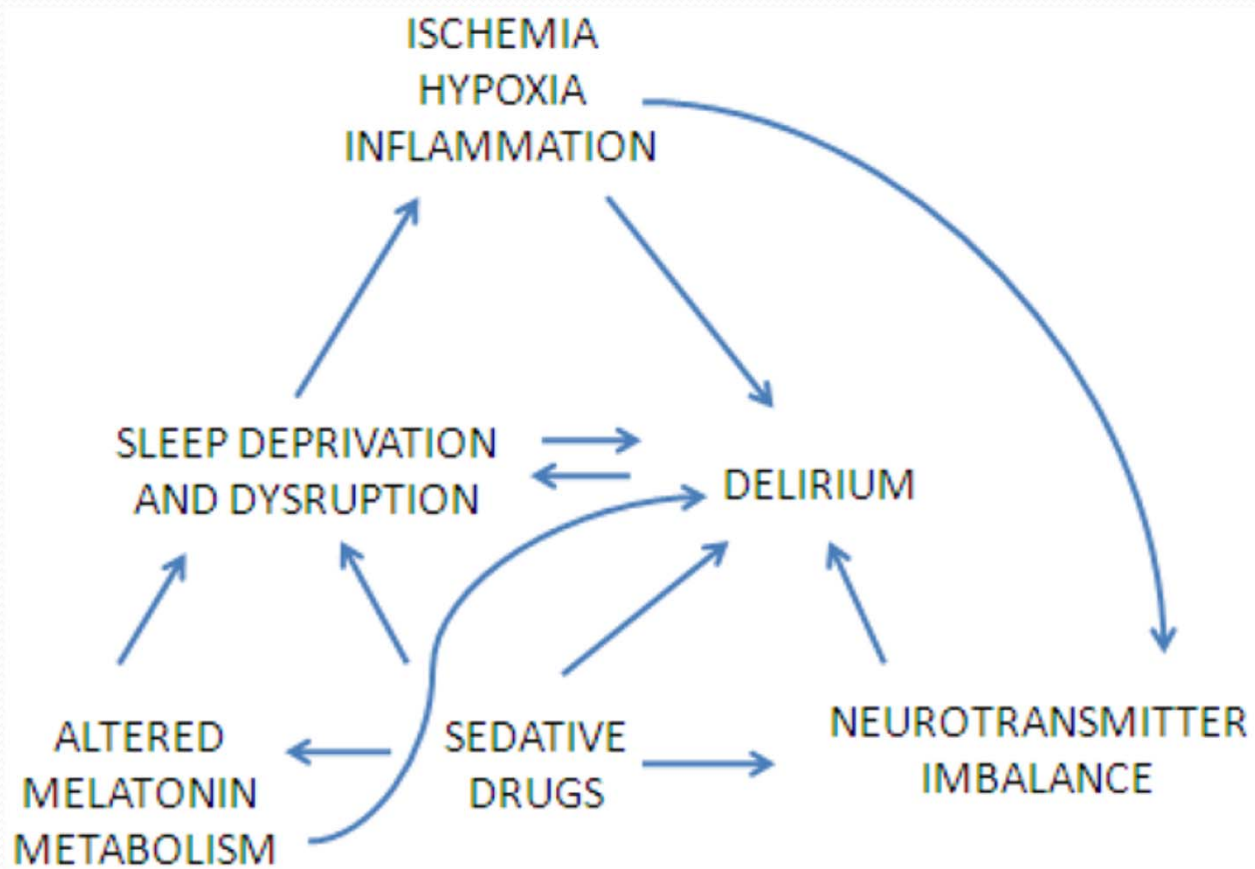 ISCHEMIA
HYPOXIA
INFLAMMATION
SLEEP DEPRIVATION
AND DYSRUPTION
DELIRIUM
ALTERED
MELATONIN
METABOLISM
SEDATIVE
DRUGS
NEUROTRANSMITTER
IMBALANCE